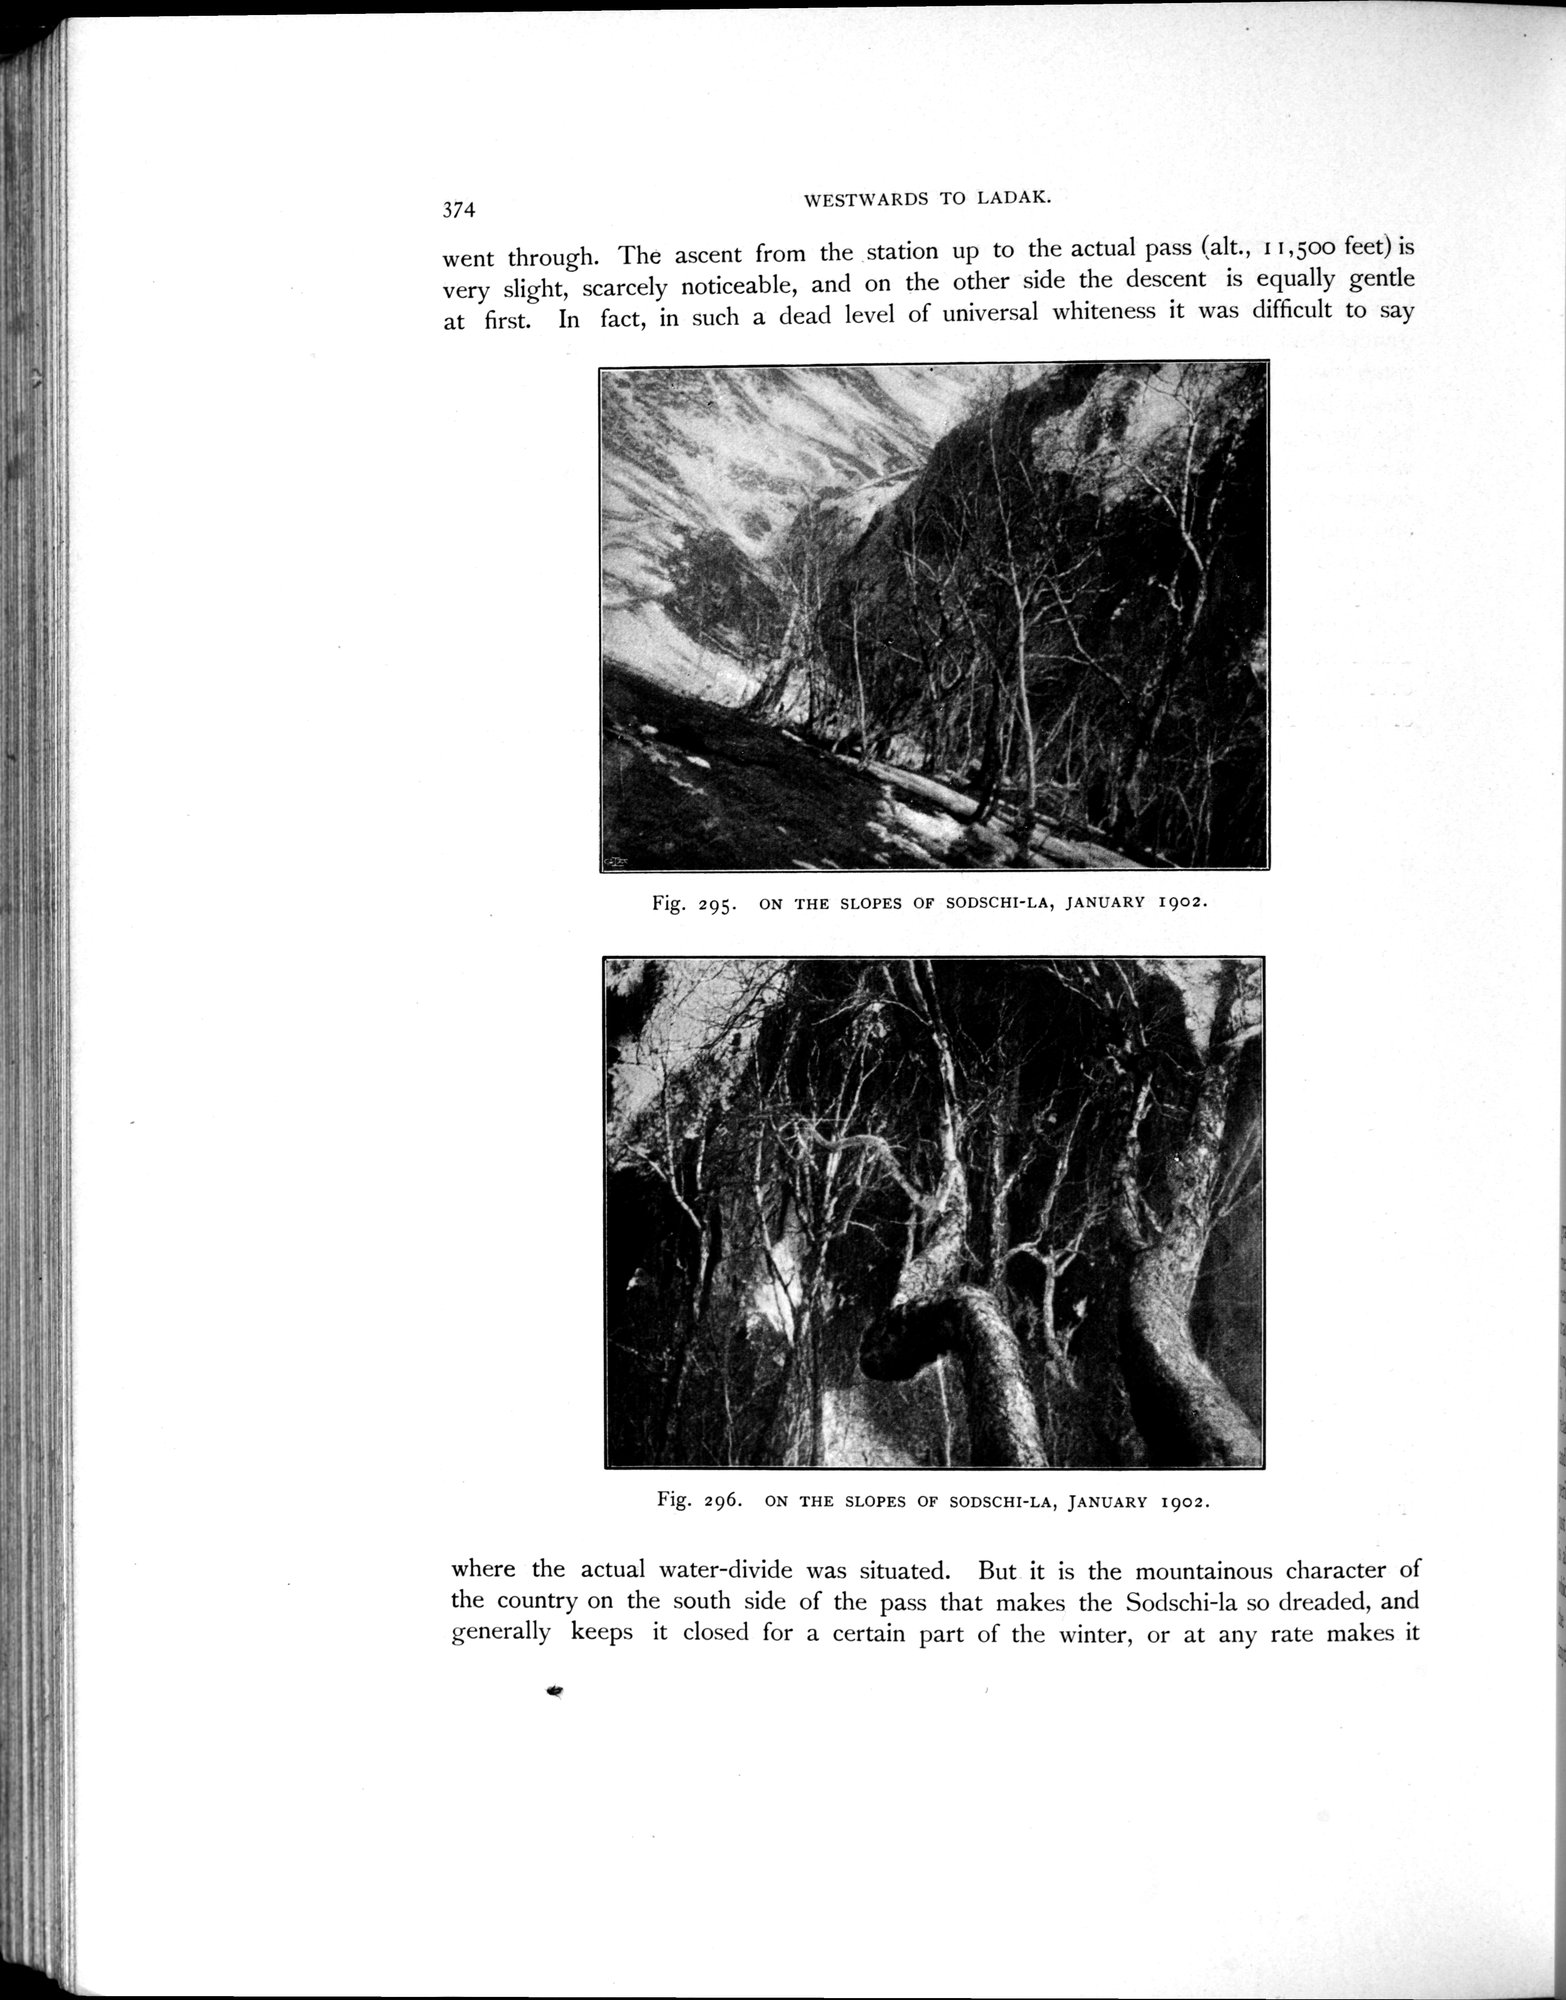 374
WESTWARDS TO LADAK.
went through. The ascent from the station up to the actual pass (alt., 11,500 feet) is
very slight, scarcely noticeable, and on the other side the descent is equally gentle
at first. In fact, in such a dead level of universal whiteness it was difficult to say
Fig. 295. ON THE SLOPES OF SODSCHI-LA, JANUARY 1902.
Fig. 296. ON THE SLOPES OF SODSCHI-LA, JANUARY 1902.
where the actual water-divide was situated. But it is the mountainous character of
the country on the south side of the pass that makes the Sodschi-la so dreaded, and
generally keeps it closed for a certain part of the winter, or at any rate makes it